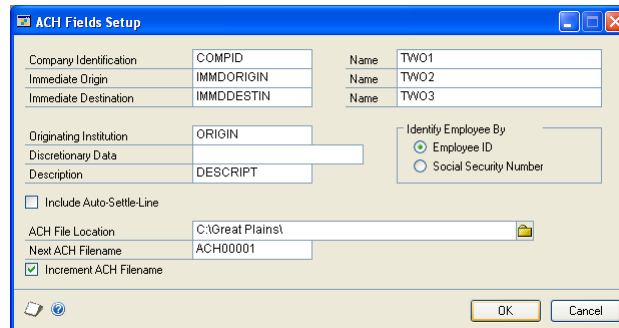 ACH Fields Setup
Company Identification COMPID Name TWO1
Immediate Origin IMMDORIGIN Name TWO2
Immediate Destination IMMDDESTIN Name TWO3
Originating Institution ORIGIN
Discretionary Data
Description DESCRIPT
Identify Employee By
Employee ID
Social Security Number
Include Auto-Settle-Line
ACH File Location C:\Great Plains\
Next ACH Filename ACH00001
Increment ACH Filename
OK Cancel